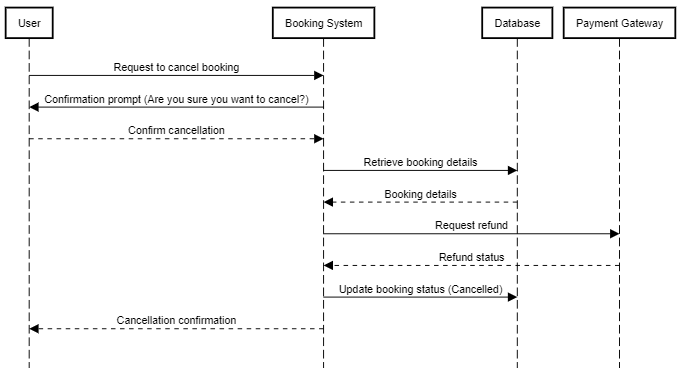 User
Booking System
Database
Payment Gateway
Request to cancel booking
Confirmation prompt (Are you sure you want to cancel?)
Confirm cancellation
Retrieve booking details
Booking details
Request refund
Refund status
Update booking status (Cancelled)
Cancellation confirmation